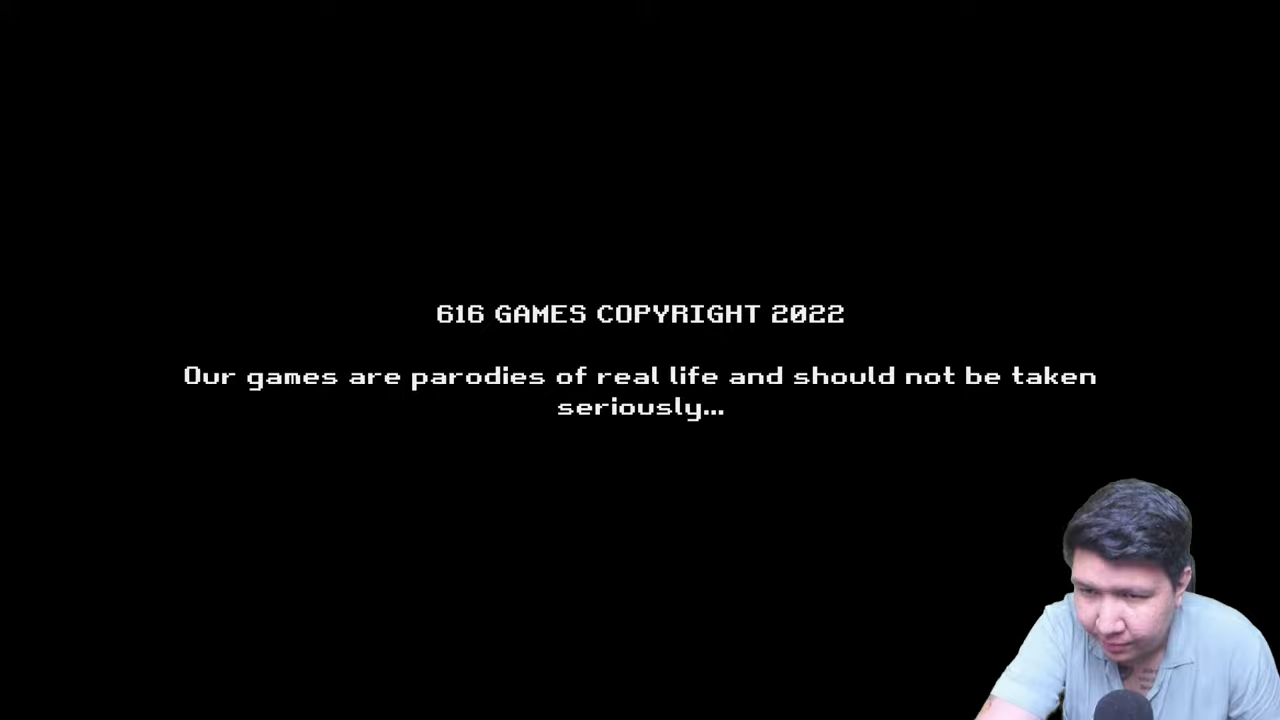 616 GAMES COPYRIGHT 2022
Our games are parodies of real life and should not be taken
seriously...